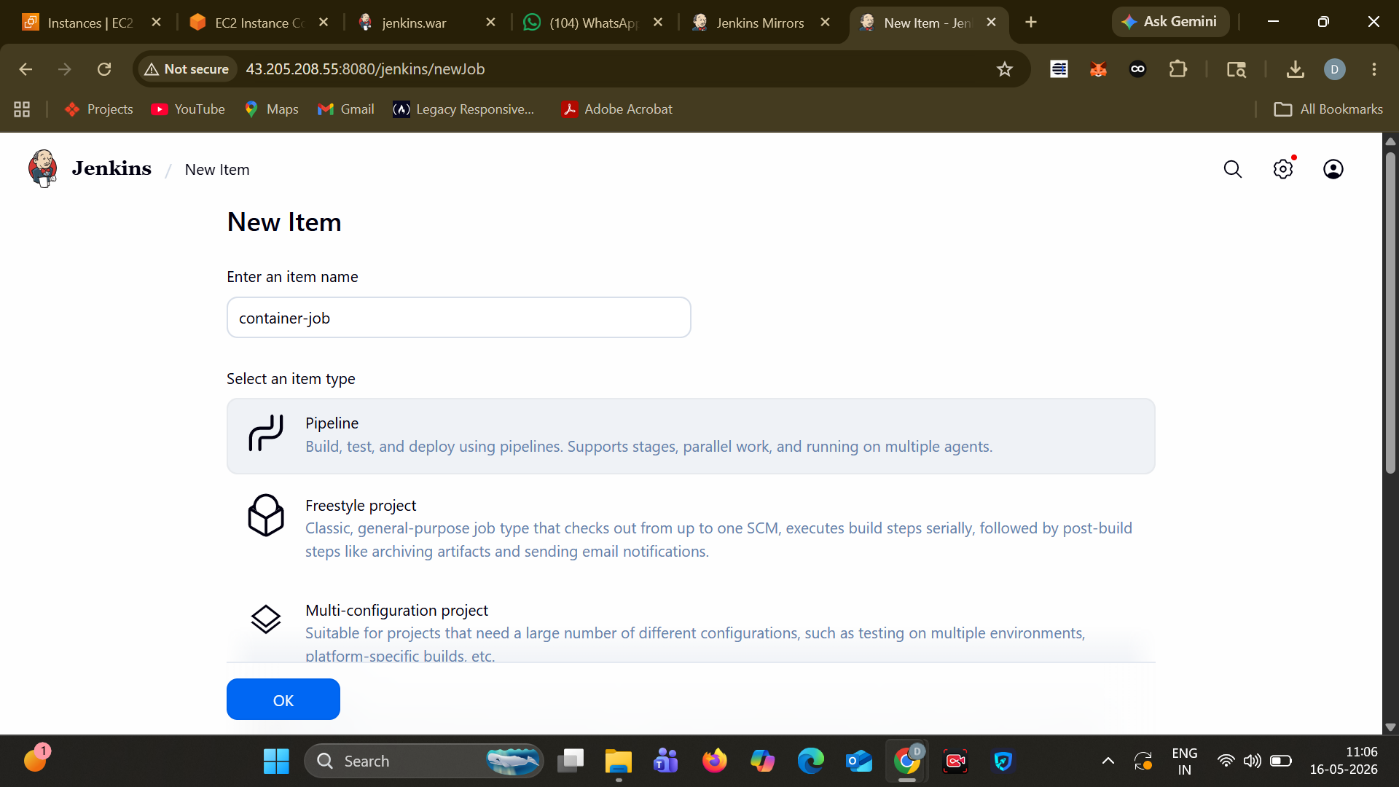 Instances | EC2
EC2 Instance Co
jenkins.war
(104) WhatsApp
Jenkins Mirrors
New Item - Jen
Ask Gemini
Not secure
43.205.208.55:8080/jenkins/newJob
D
Projects
YouTube
Maps
Gmail
Legacy Responsive...
Adobe Acrobat
All Bookmarks
Jenkins / New Item
New Item
Enter an item name
container-job
Select an item type
Pipeline
Build, test, and deploy using pipelines. Supports stages, parallel work, and running on multiple agents.
Freestyle project
Classic, general-purpose job type that checks out from up to one SCM, executes build steps serially, followed by post-build
steps like archiving artifacts and sending email notifications.
Multi-configuration project
Suitable for projects that need a large number of different configurations, such as testing on multiple environments,
platform-specific builds, etc.
OK
1
Search
D
ENG
IN
11:06
16-05-2026